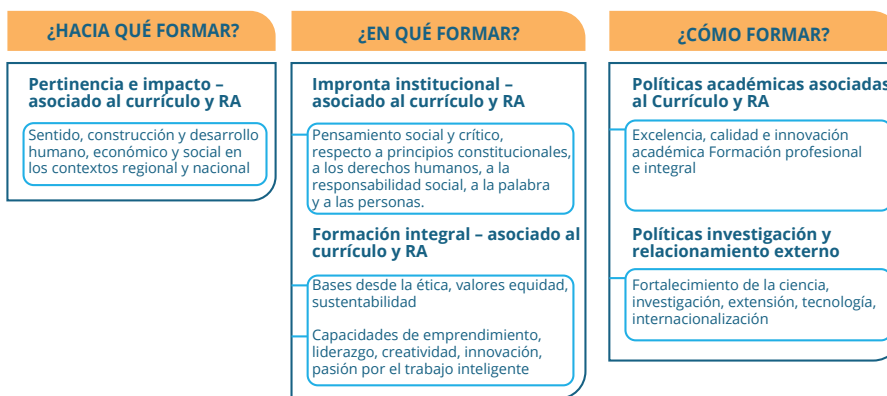 ¿HACIA QUÉ FORMAR?
Pertinencia e impacto –
asociado al currículo y RA
Sentido, construcción y desarrollo
humano, económico y social en
los contextos regional y nacional
¿EN QUÉ FORMAR?
Impronta institucional –
asociado al currículo y RA
Pensamiento social y crítico,
respecto a principios constitucionales,
a los derechos humanos, a la
responsabilidad social, a la palabra
y a las personas.
Formación integral – asociado al
currículo y RA
Bases desde la ética, valores equidad,
sustentabilidad
Capacidades de emprendimiento,
liderazgo, creatividad, innovación,
pasión por el trabajo inteligente
¿CÓMO FORMAR?
Políticas académicas asociadas
al Currículo y RA
Excelencia, calidad e innovación
académica Formación profesional
e integral
Políticas investigación y
relacionamiento externo
Fortalecimiento de la ciencia,
investigación, extensión, tecnología,
internacionalización